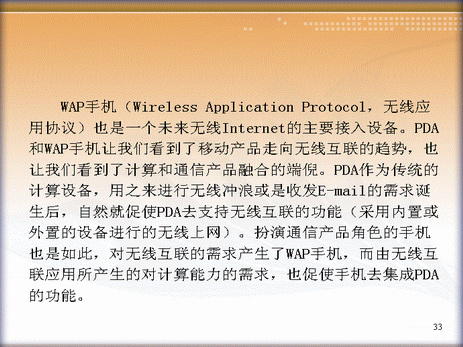 WAP手机（Wireless Application Protocol，无线应
用协议）也是一个未来无线Internet的主要接入设备。PDA
和WAP手机让我们看到了移动产品走向无线互联的趋势，也
让我们看到了计算和通信产品融合的端倪。PDA作为传统的
计算设备，用之来进行无线冲浪或是收发E-mail的需求诞
生后，自然就促使PDA去支持无线互联的功能（采用内置或
外置的设备进行的无线上网）。扮演通信产品角色的手机
也是如此，对无线互联的需求产生了WAP手机，而由无线互
联应用所产生的对计算能力的需求，也促使手机去集成PDA
的功能。
33